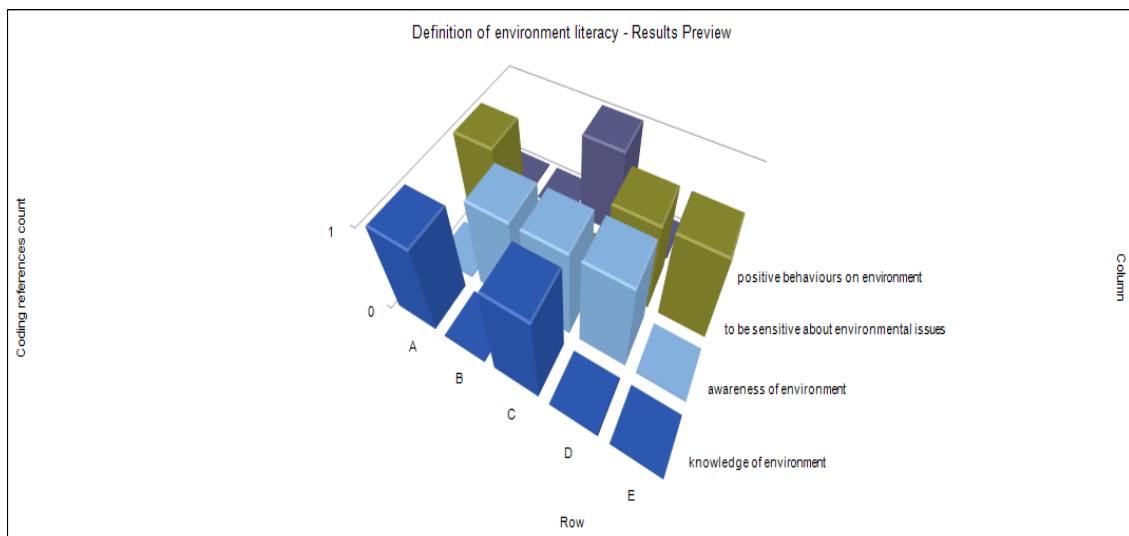 Definition of environment literacy - Results Preview
Coding references count
1
0
A
B
C
D
E
Row
positive behaviours on environment
to be sensitive about environmental issues
awareness of environment
knowledge of environment
Column